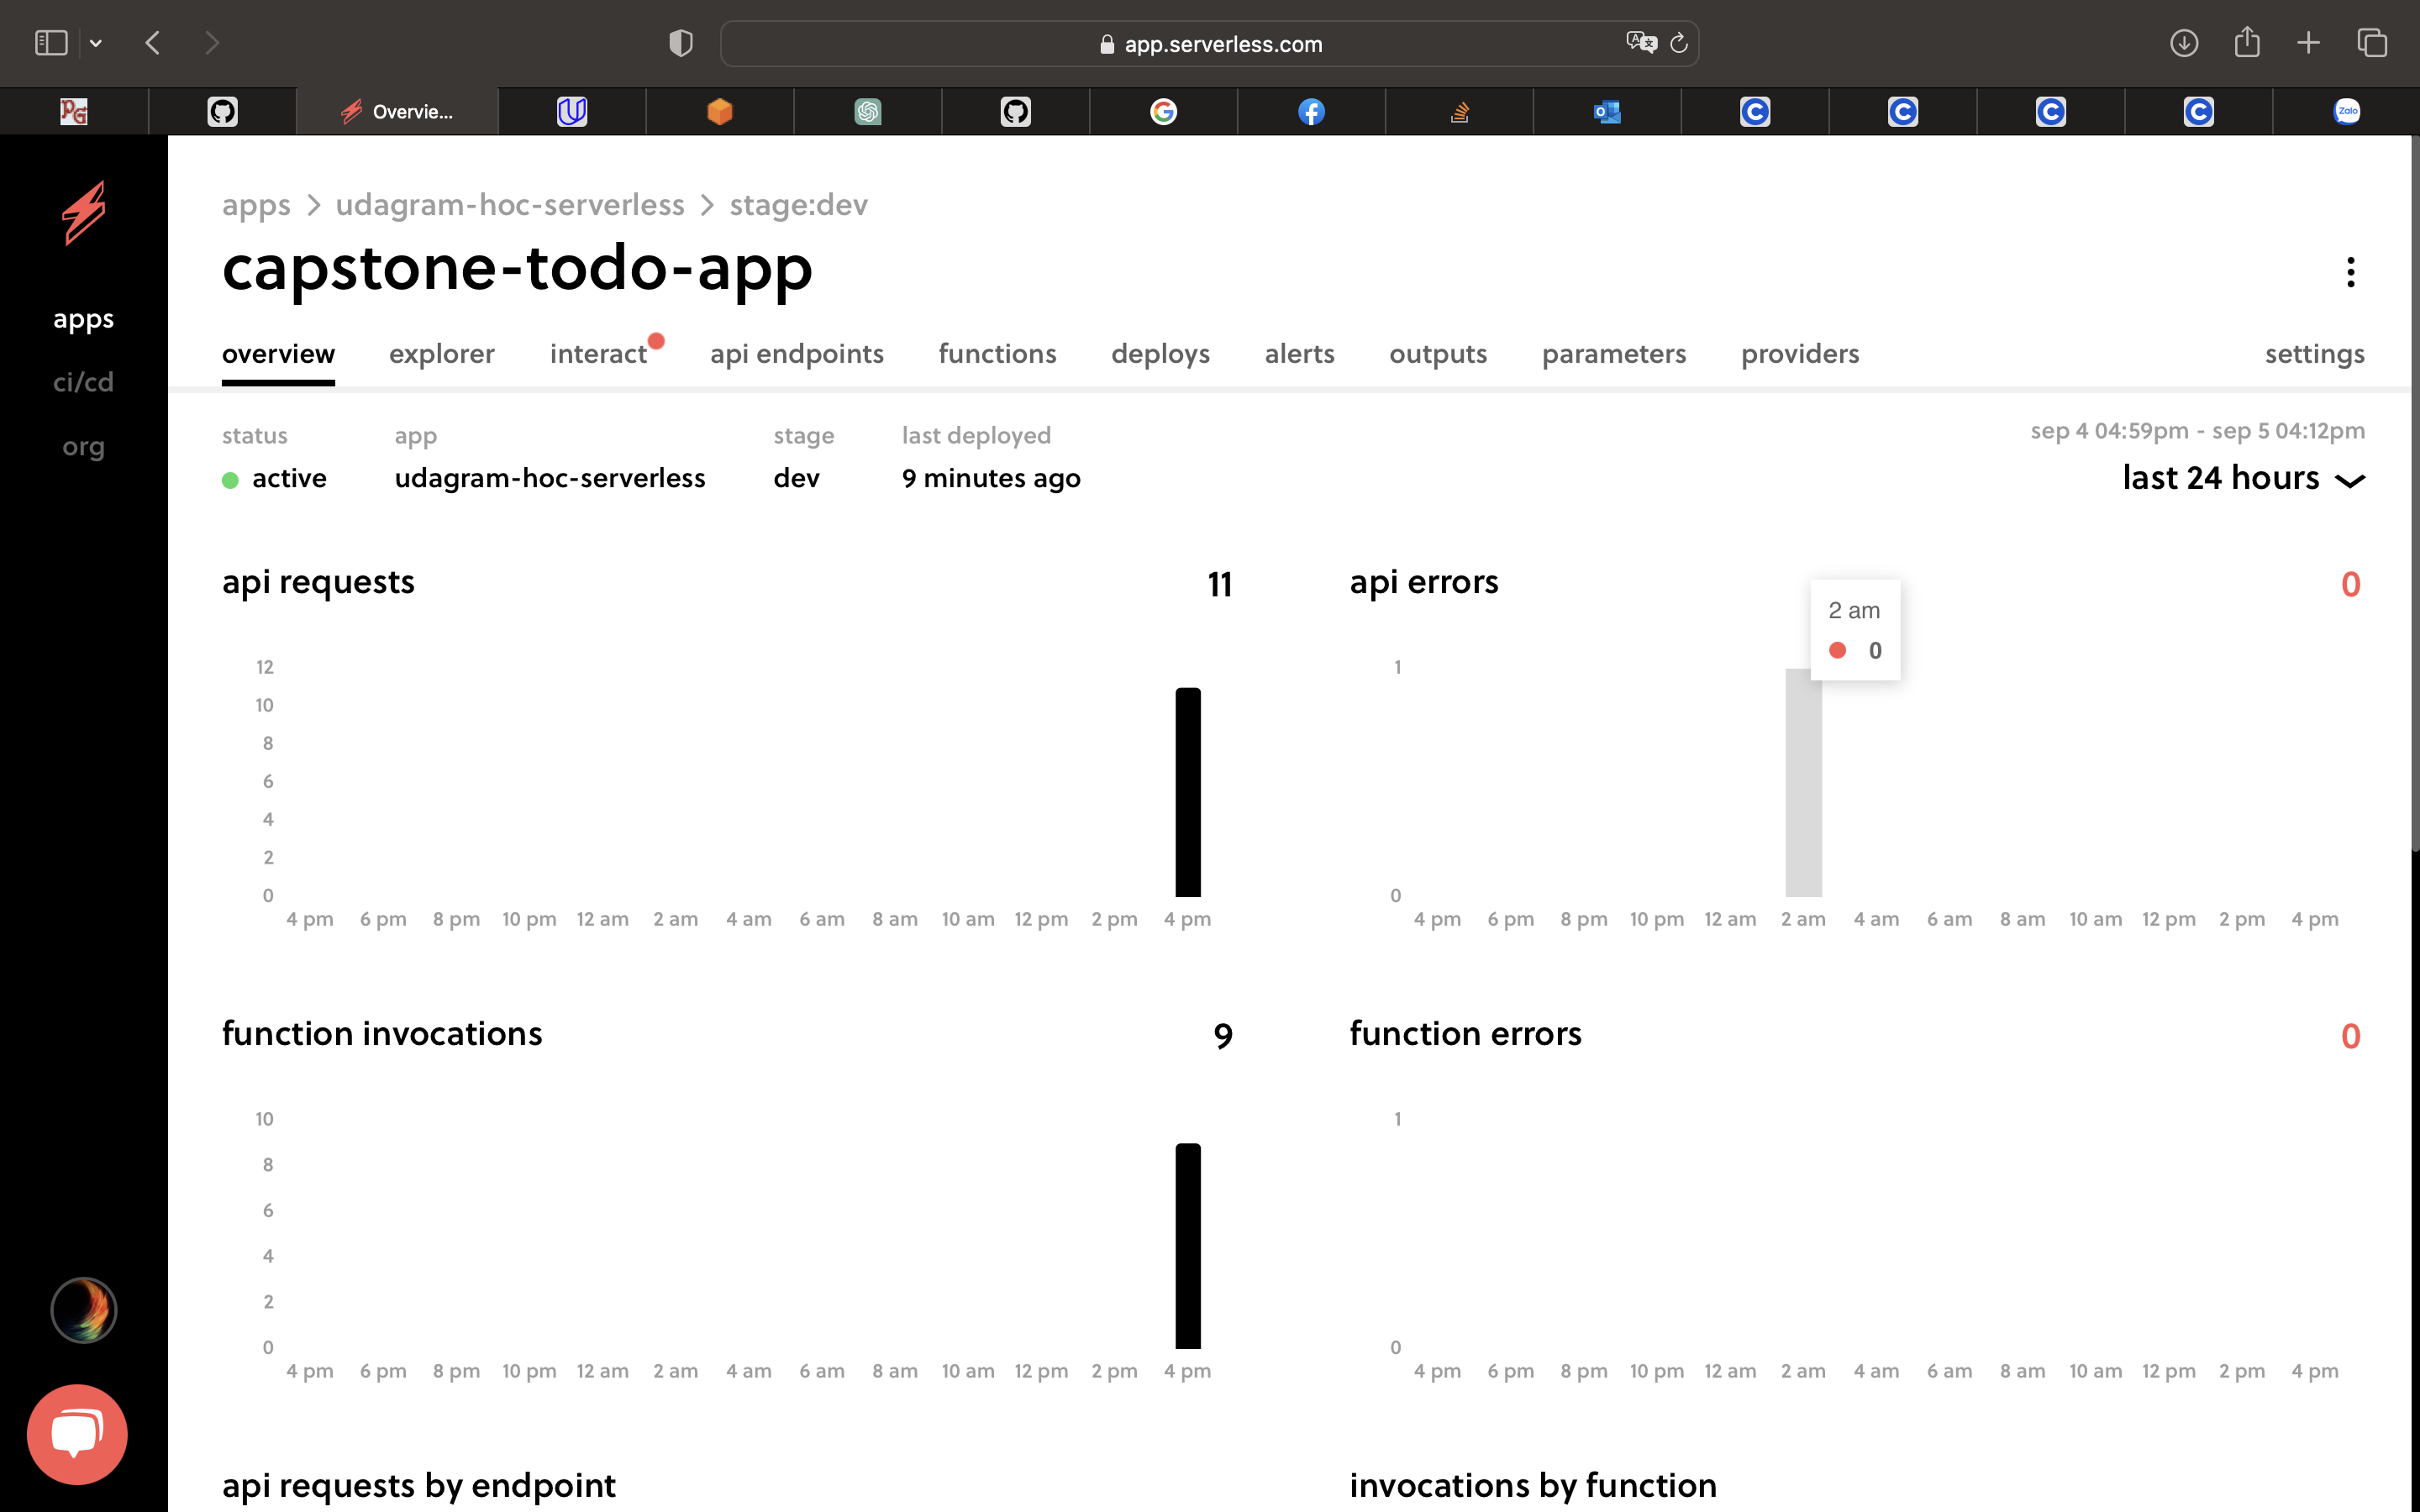 app.serverless.com
Overvie...
Zalo
apps > udagram-hoc-serverless > stage:dev
capstone-todo-app
apps
ci/cd
org
overview explorer interact api endpoints functions deploys alerts outputs parameters providers settings
status app stage last deployed sep 4 04:59pm - sep 5 04:12pm
active udagram-hoc-serverless dev 9 minutes ago last 24 hours
api requests 11
12
10
8
6
4
2
0
4 pm 6 pm 8 pm 10 pm 12 am 2 am 4 am 6 am 8 am 10 am 12 pm 2 pm 4 pm
api errors 0
2 am
0
1
0
4 pm 6 pm 8 pm 10 pm 12 am 2 am 4 am 6 am 8 am 10 am 12 pm 2 pm 4 pm
function invocations 9
10
8
6
4
2
0
4 pm 6 pm 8 pm 10 pm 12 am 2 am 4 am 6 am 8 am 10 am 12 pm 2 pm 4 pm
function errors 0
1
0
4 pm 6 pm 8 pm 10 pm 12 am 2 am 4 am 6 am 8 am 10 am 12 pm 2 pm 4 pm
api requests by endpoint
invocations by function